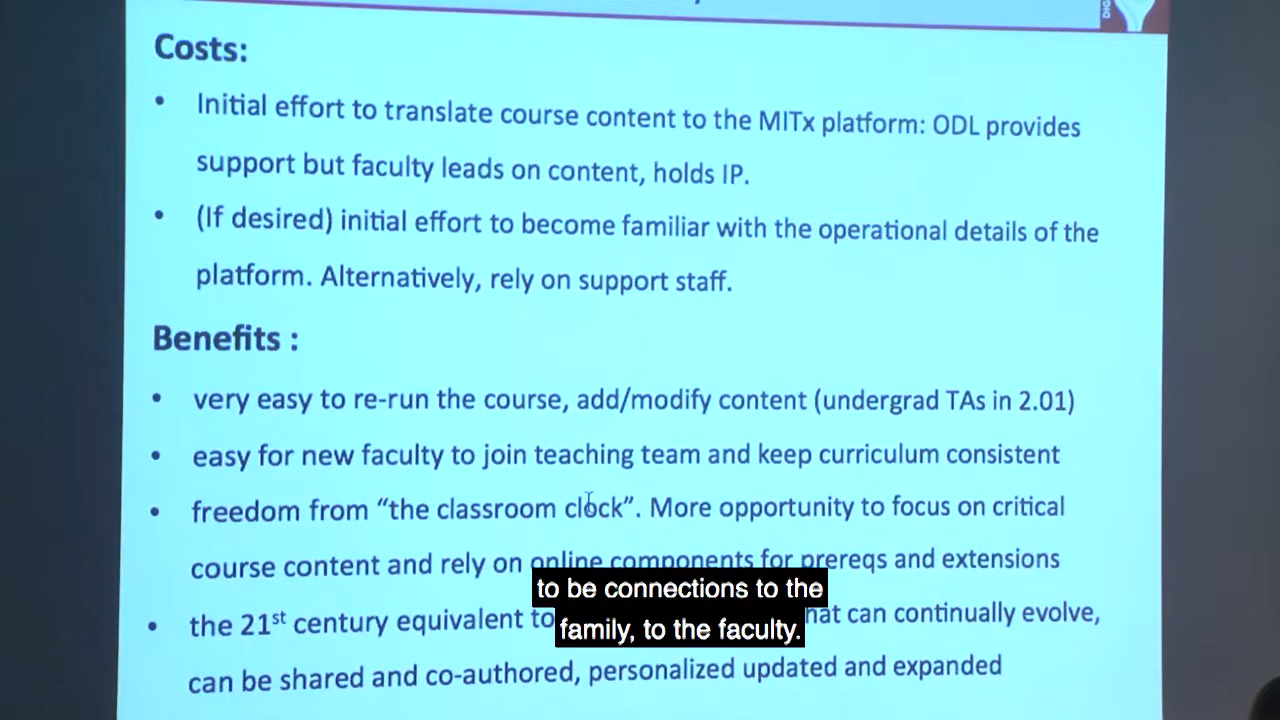 DIG
Costs:
• Initial effort to translate course content to the MITx platform: ODL provides
support but faculty leads on content, holds IP.
• (If desired) initial effort to become familiar with the operational details of the
platform. Alternatively, rely on support staff.
Benefits :
• very easy to re-run the course, add/modify content (undergrad TAs in 2.01)
• easy for new faculty to join teaching team and keep curriculum consistent
• freedom from “the classroom clock”. More opportunity to focus on critical
course content and rely on online components for prereqs and extensions
to be connections to the
• the 21st century equivalent to can continually evolve,
family, to the faculty.
can be shared and co-authored, personalized updated and expanded